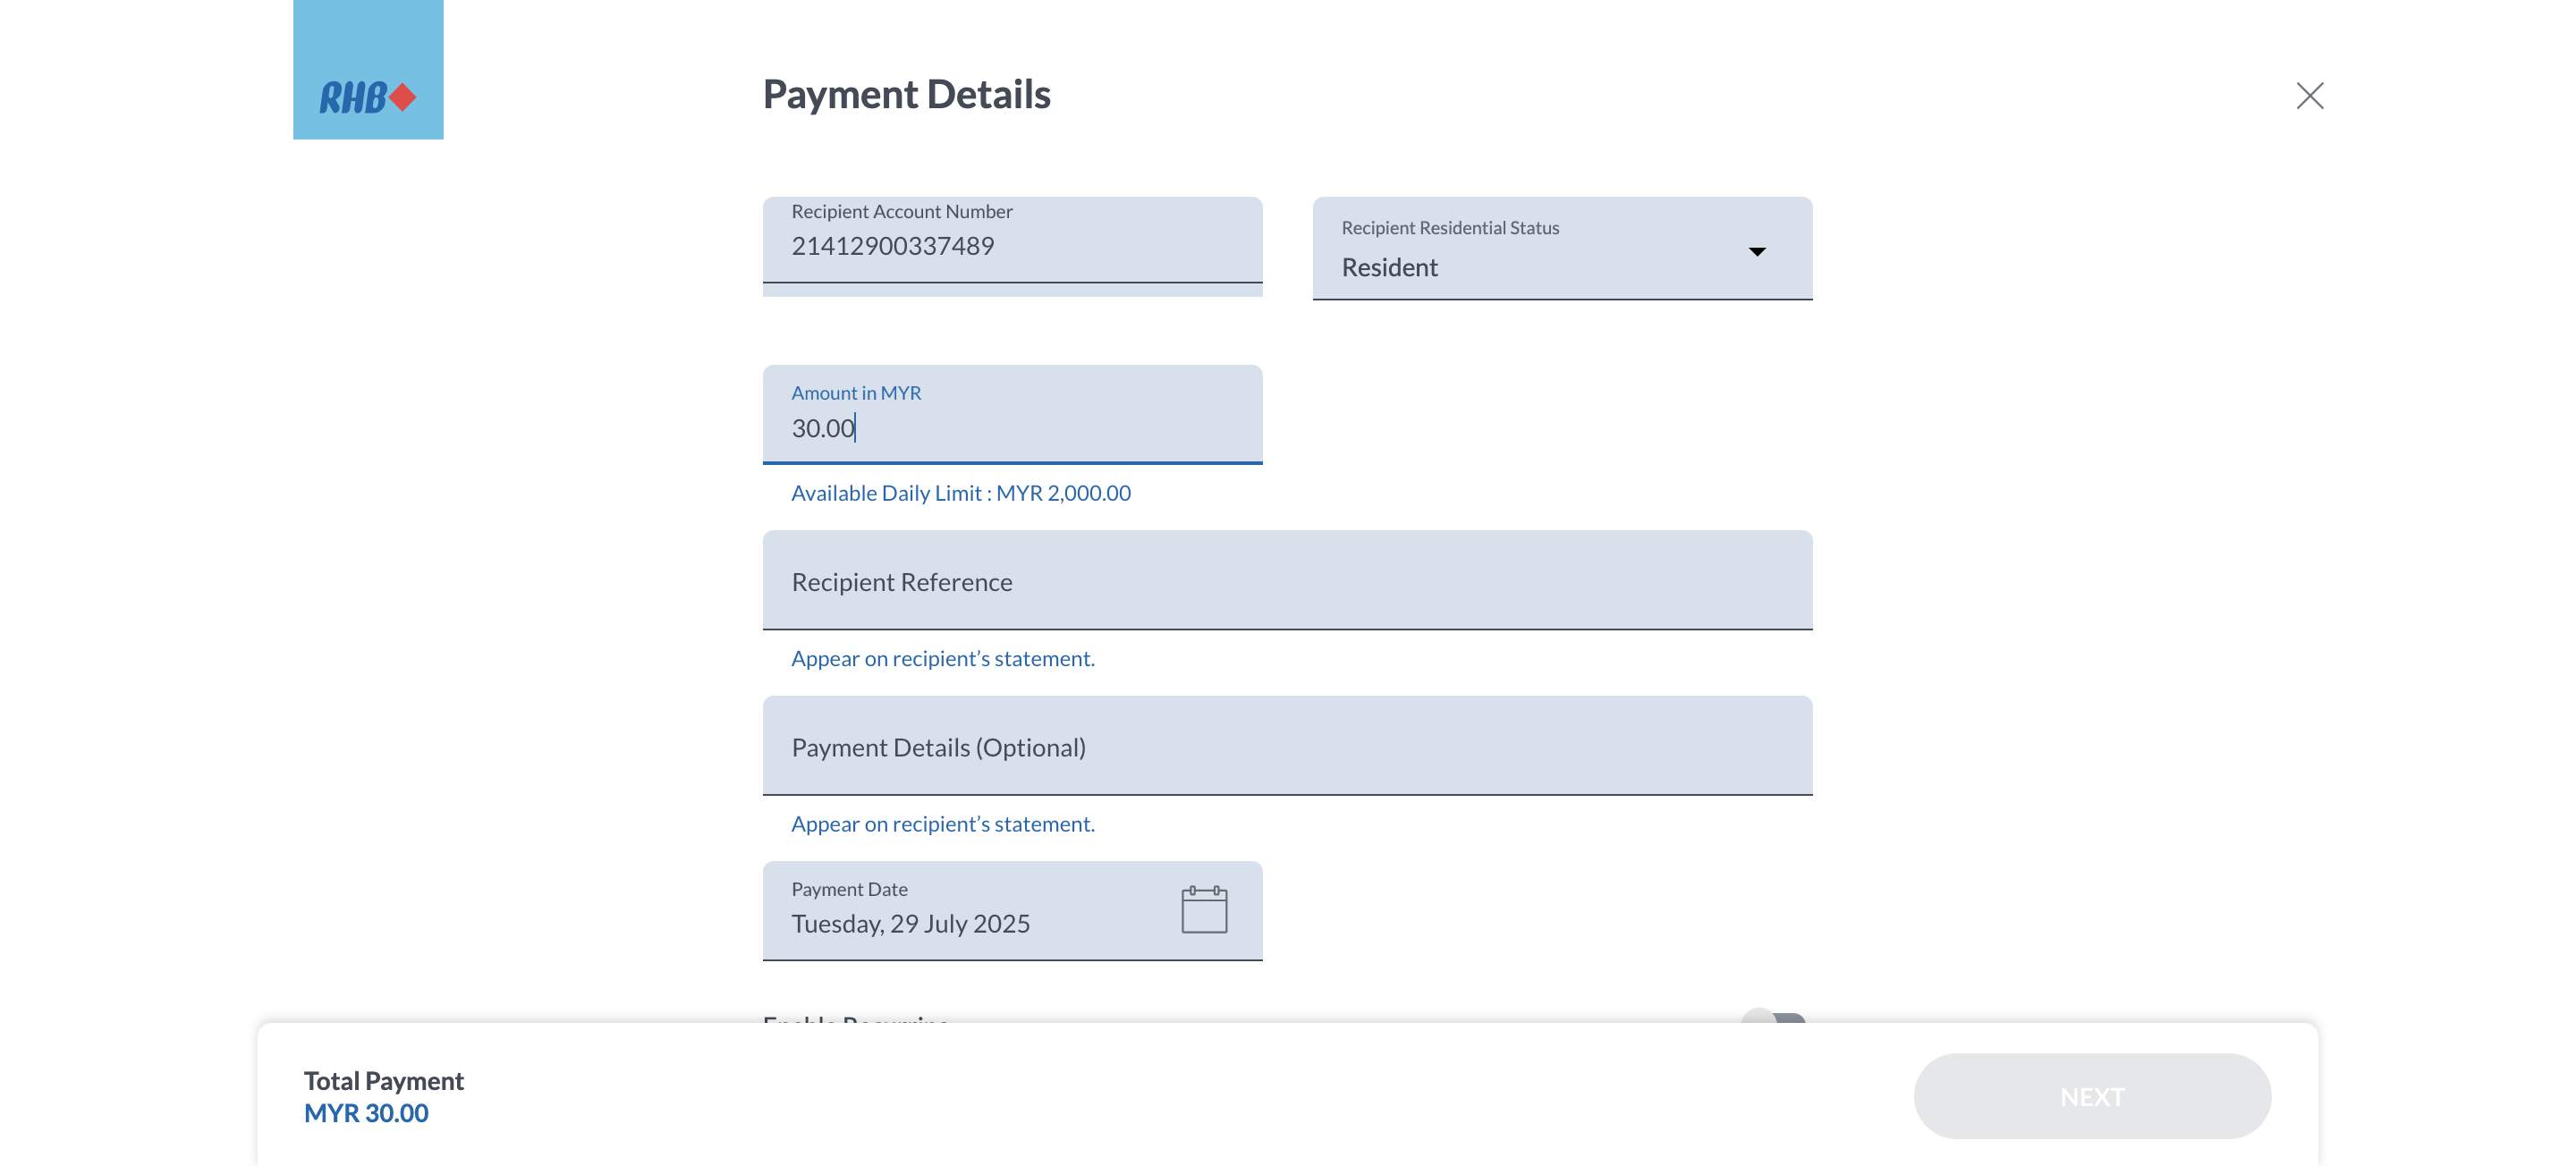 RHB
Payment Details
Recipient Account Number
21412900337489
Recipient Residential Status
Resident
Amount in MYR
30.00
Available Daily Limit : MYR 2,000.00
Recipient Reference
Appear on recipient’s statement.
Payment Details (Optional)
Appear on recipient’s statement.
Payment Date
Tuesday, 29 July 2025
Enable Recurring
Total Payment
MYR 30.00
NEXT